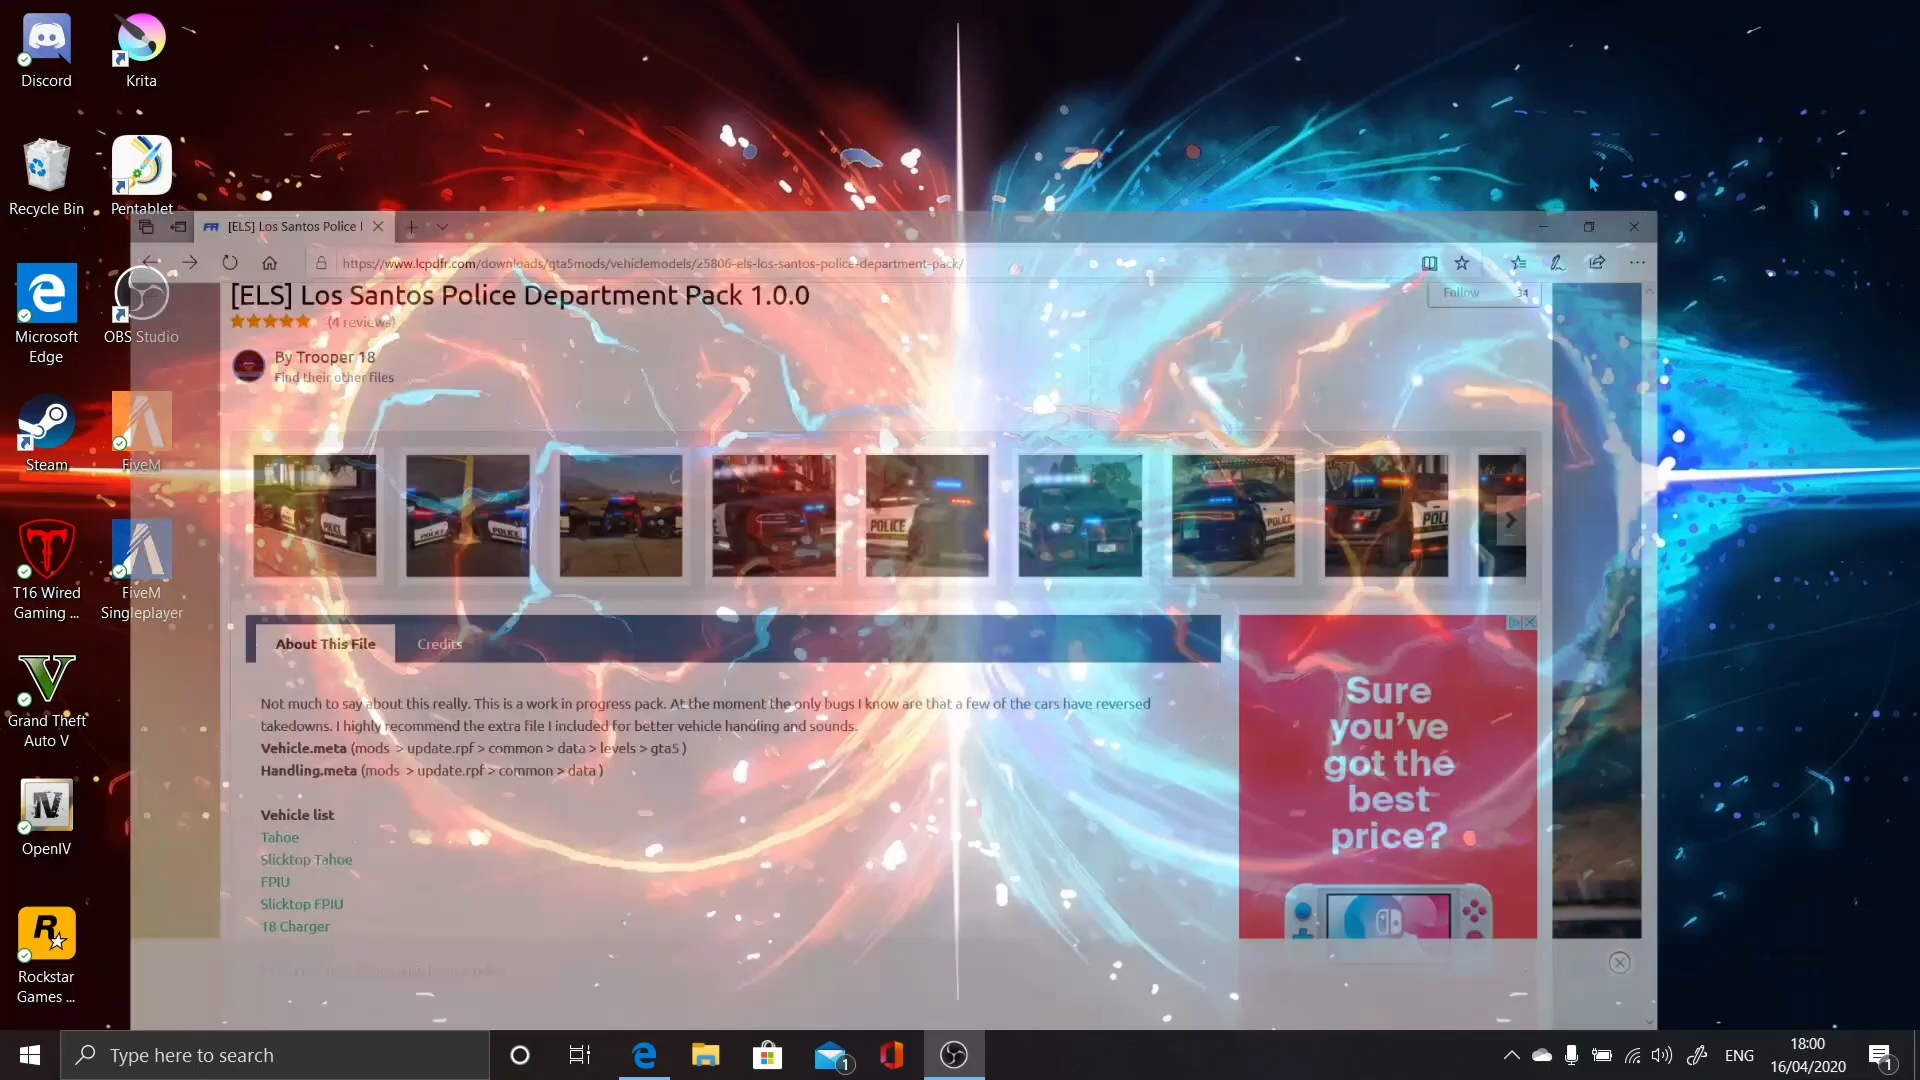 Discord
Krita
Recycle Bin
Pentablet
Microsoft
Edge
OBS Studio
Steam
FiveM
T16 Wired
Gaming ...
FiveM
Singleplayer
Grand Theft
Auto V
OpenIV
Rockstar
Games ...
[ELS] Los Santos Police
https://www.lcpdfr.com/downloads/gta5mods/vehiclemodels/25806-els-los-santos-police-department-pack/
[ELS] Los Santos Police Department Pack 1.0.0
Follow 34
(4 reviews)
By Trooper 18
Find their other files
POLICE
POLICE
POLICE
POLICE
POLICE
About This File
Credits
Not much to say about this really. This is a work in progress pack. At the moment the only bugs I know are that a few of the cars have reversed
takedowns. I highly recommend the extra file I included for better vehicle handling and sounds.
Vehicle.meta (mods > update.rpf > common > data > levels > gta5 )
Handling.meta (mods > update.rpf > common > data )
Vehicle list
Tahoe
Slicktop Tahoe
FPIU
Slicktop FPIU
18 Charger
Sure
you've
got the
best
price?
Type here to search
1
ENG
18:00
16/04/2020
1